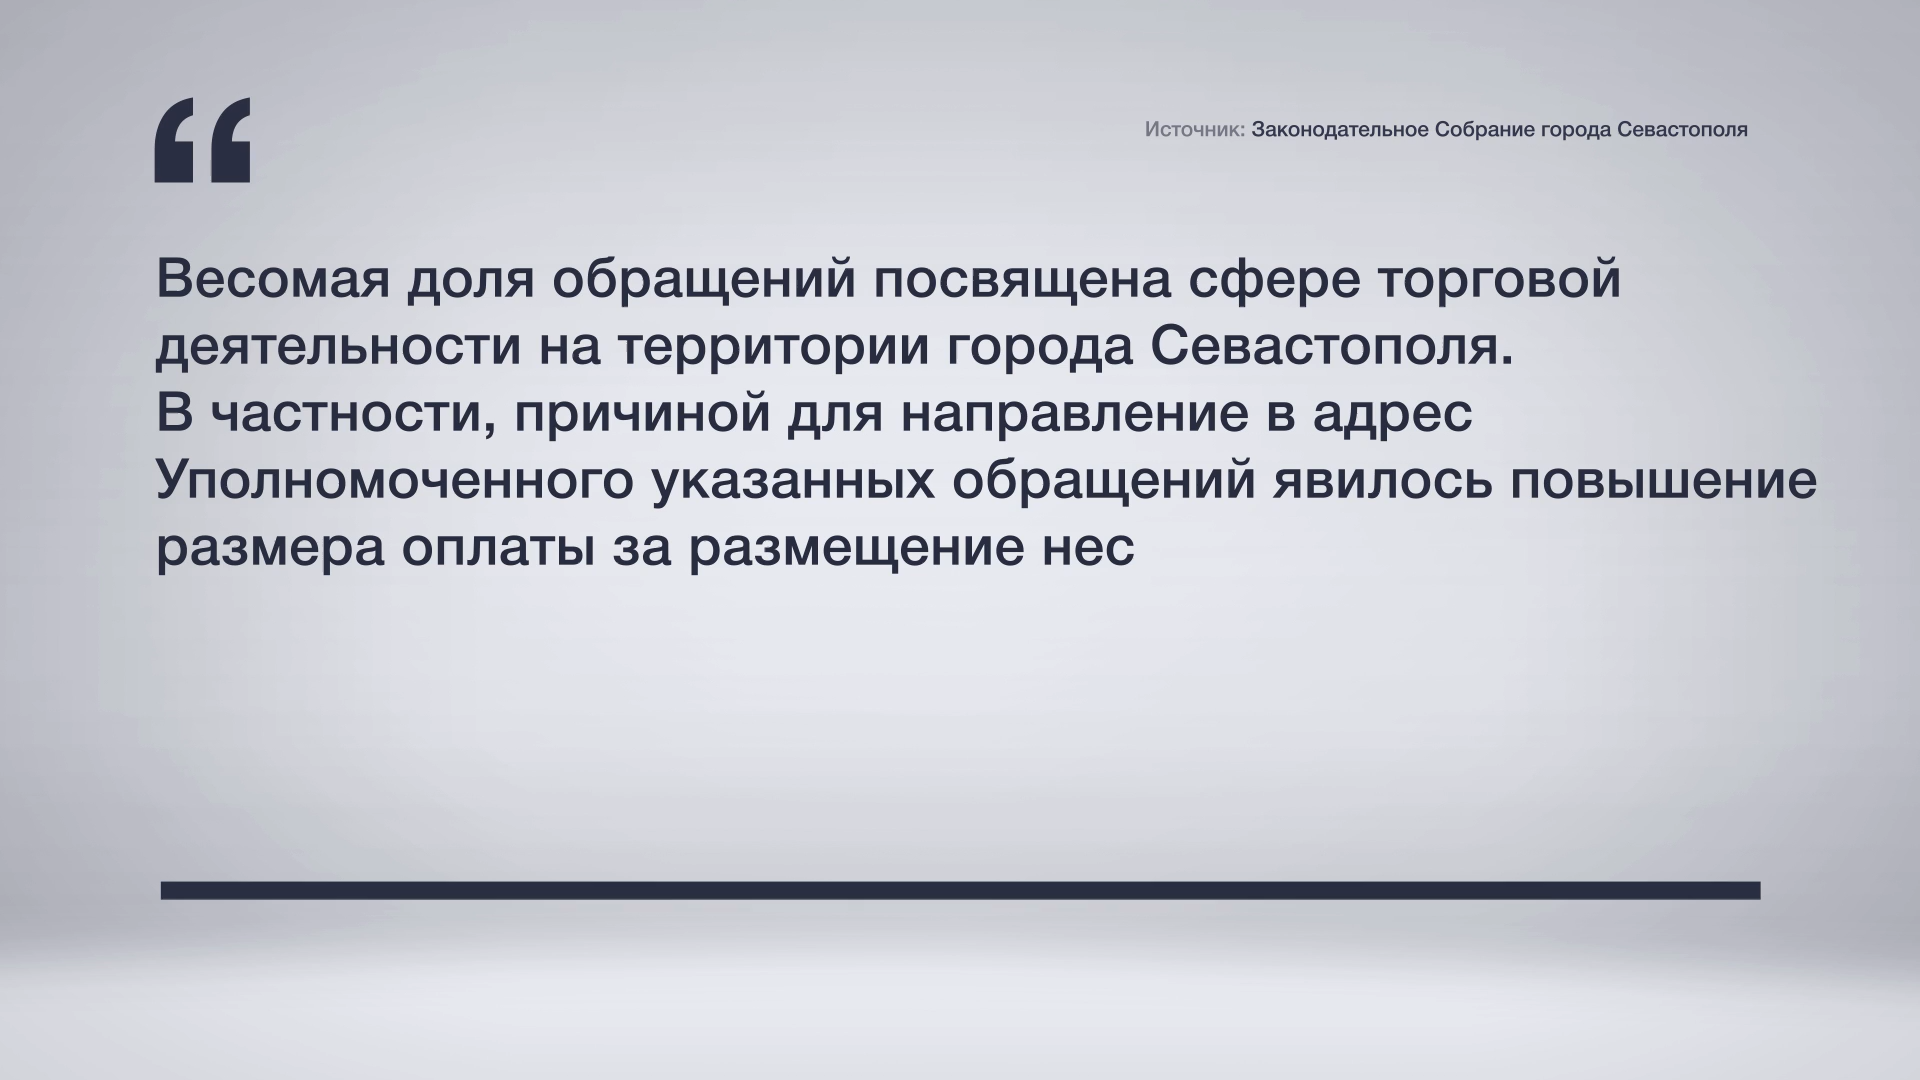 Источник: Законодательное Собрание города Севастополя
Весомая доля обращений посвящена сфере торговой
деятельности на территории города Севастополя.
В частности, причиной для направление в адрес
Уполномоченного указанных обращений явилось повышение
размера оплаты за размещение нес